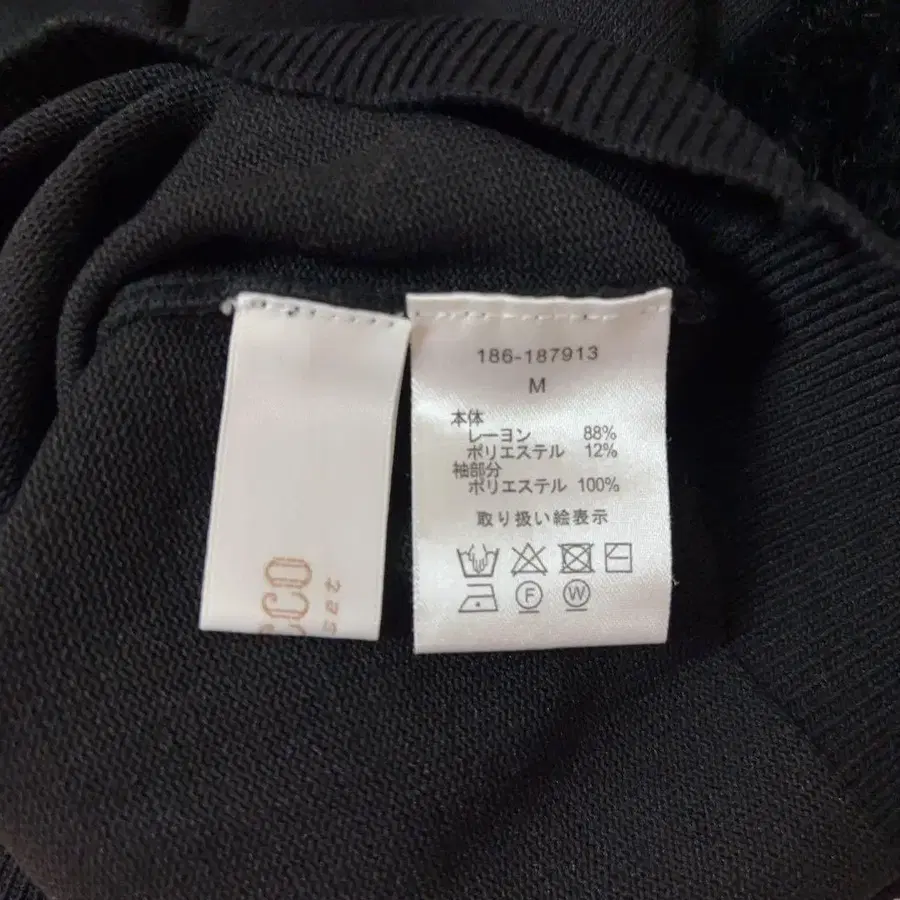 186-187913
M
本体
レーヨン 88%
ポリエステル 12%
袖部分
ポリエステル 100%
取り扱い絵表示
F W